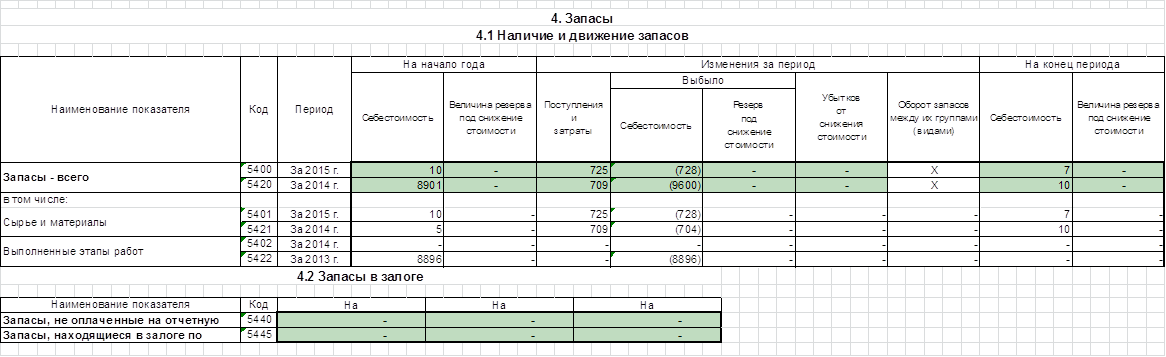 4. Запасы
4.1 Наличие и движение запасов
Наименование показателя Код Период На начало года Изменения за период На конец периода
Себестоимость Величина резерва под снижение стоимости Поступления и затраты Выбыло Убытков от снижения стоимости Оборот запасов между их группами (видами) Себестоимость Величина резерва под снижение стоимости
Себестоимость Резерв под снижение стоимости
Запасы - всего 5400 За 2015 г. 10 - 725 (728) - - X 7 -
5420 За 2014 г. 8901 - 709 (9600) - - X 10 -
в том числе:
Сырье и материалы 5401 За 2015 г. 10 - 725 (728) - - - 7 -
5421 За 2014 г. 5 - 709 (704) - - - 10 -
Выполненные этапы работ 5402 За 2014 г. - - - - - - - - -
5422 За 2013 г. 8896 - - (8896) - - - - -
4.2 Запасы в залоге
Наименование показателя Код На На На
Запасы, не оплаченные на отчетную 5440 - - -
Запасы, находящиеся в залоге по 5445 - - -